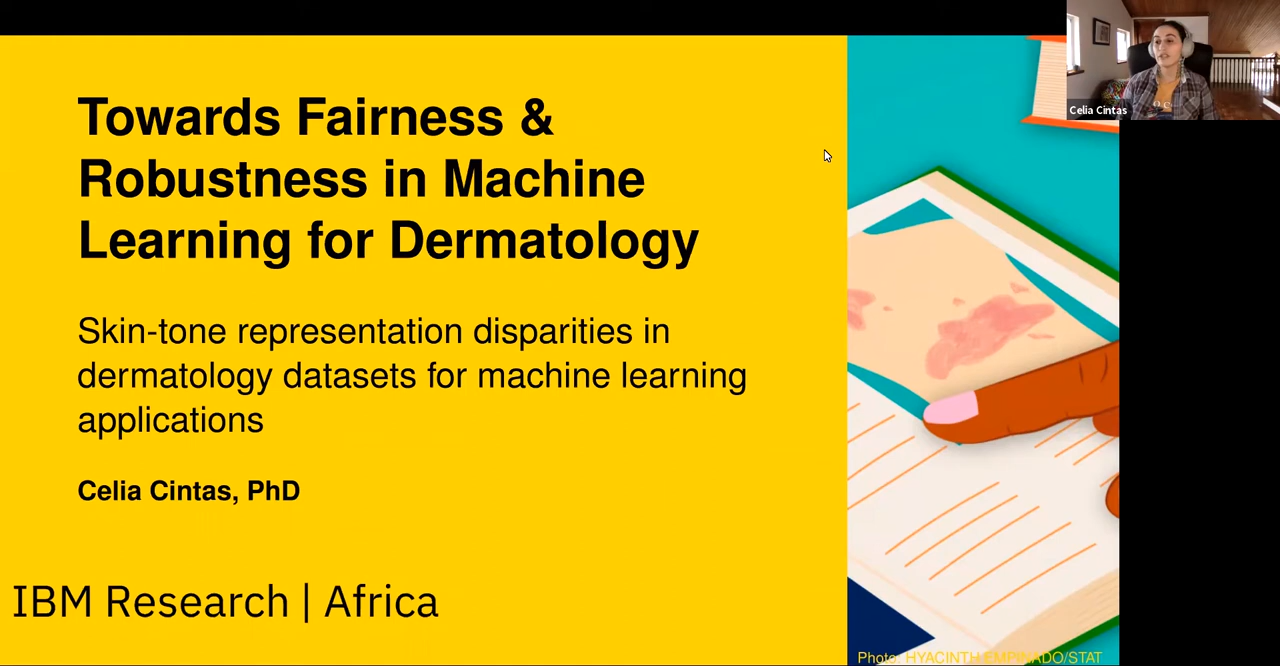 Towards Fairness &
Robustness in Machine
Learning for Dermatology
Skin-tone representation disparities in
dermatology datasets for machine learning
applications
Celia Cintas, PhD
IBM Research | Africa
Photo: HYACINTH EMPINADO/STAT
Celia Cintas